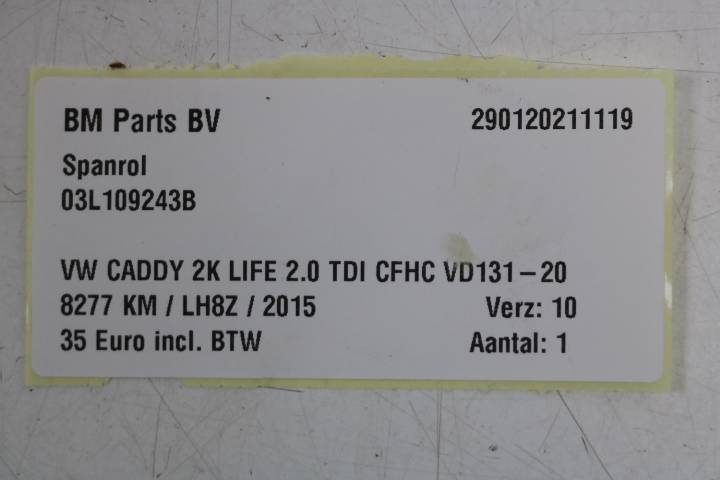 BM Parts BV 290120211119
Spanrol
03L109243B
VW CADDY 2K LIFE 2.0 TDI CFHC VD131-20
8277 KM / LH8Z / 2015 Verz: 10
35 Euro incl. BTW Aantal: 1